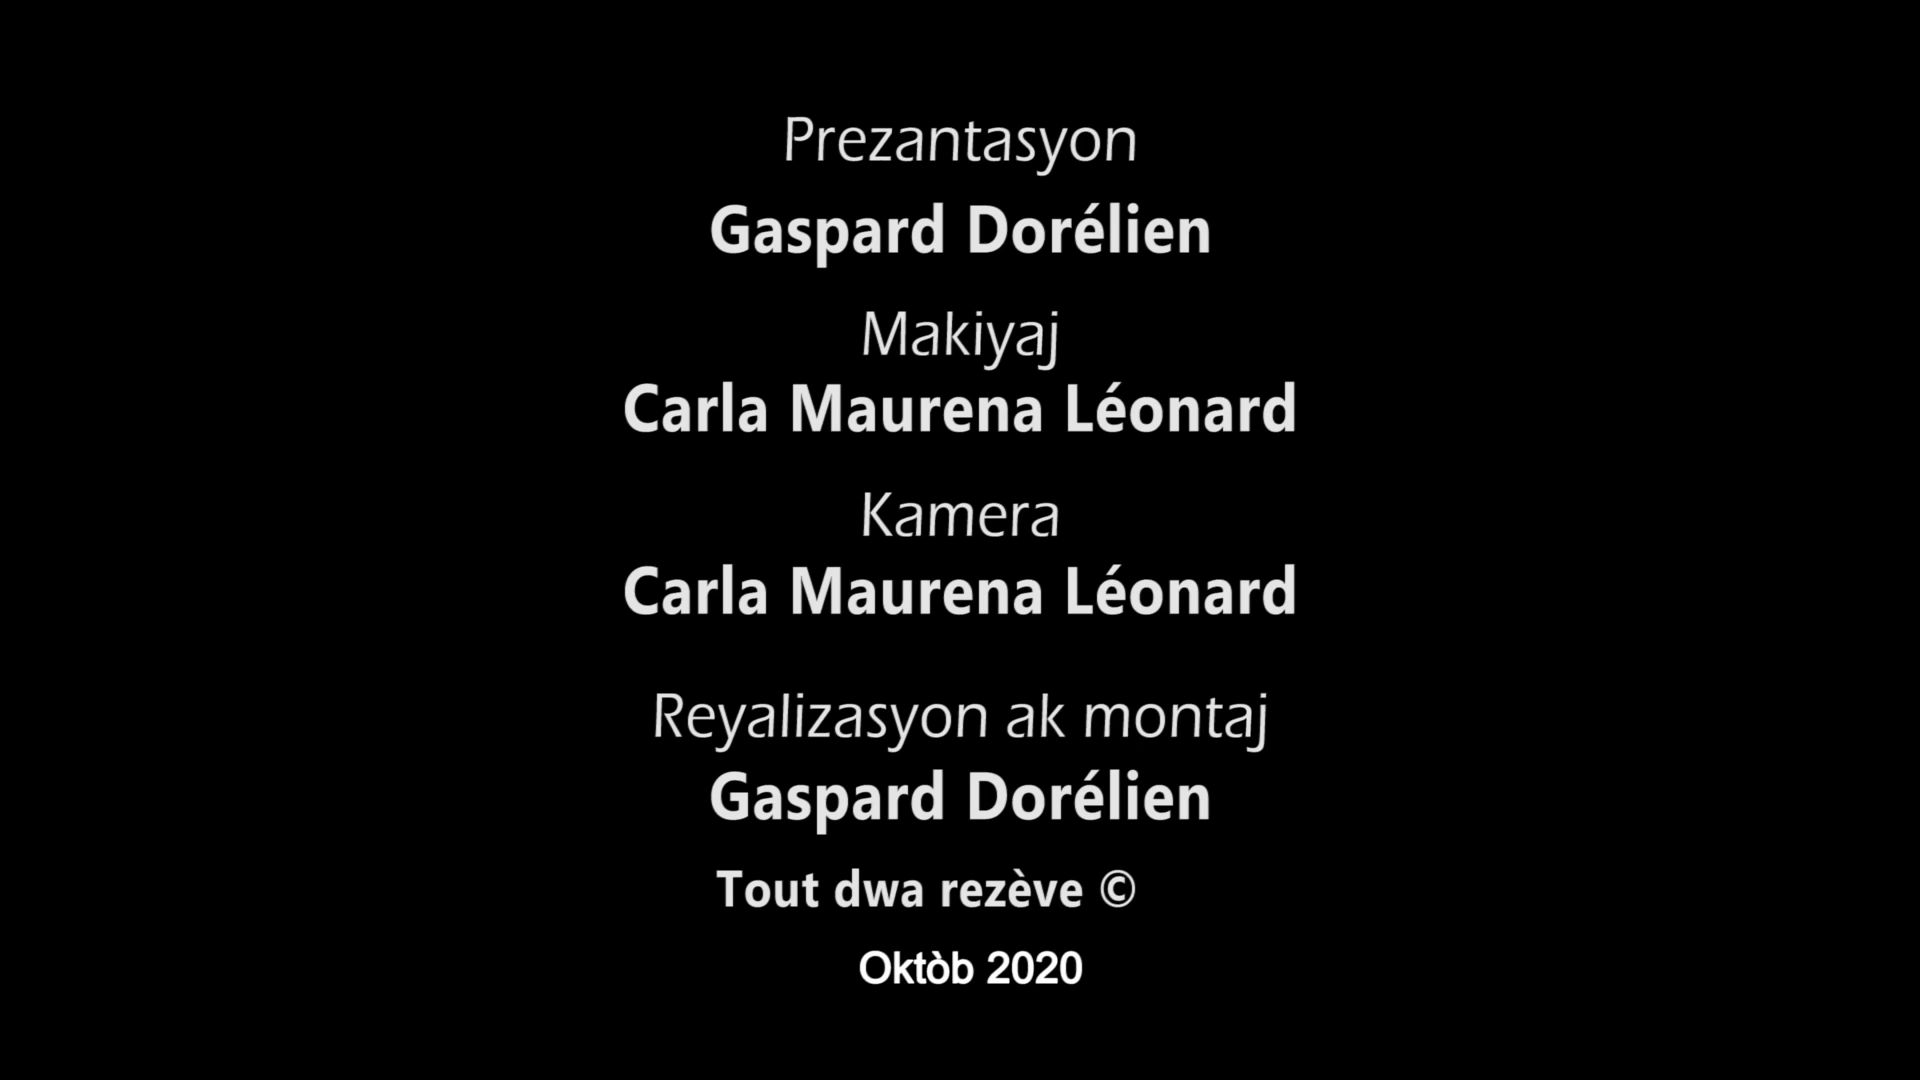 Prezantasyon
Gaspard Dorélien
Makiyaj
Carla Maurena Léonard
Kamera
Carla Maurena Léonard
Reyalizasyon ak montaj
Gaspard Dorélien
Tout dwa rezève ©
Oktòb 2020